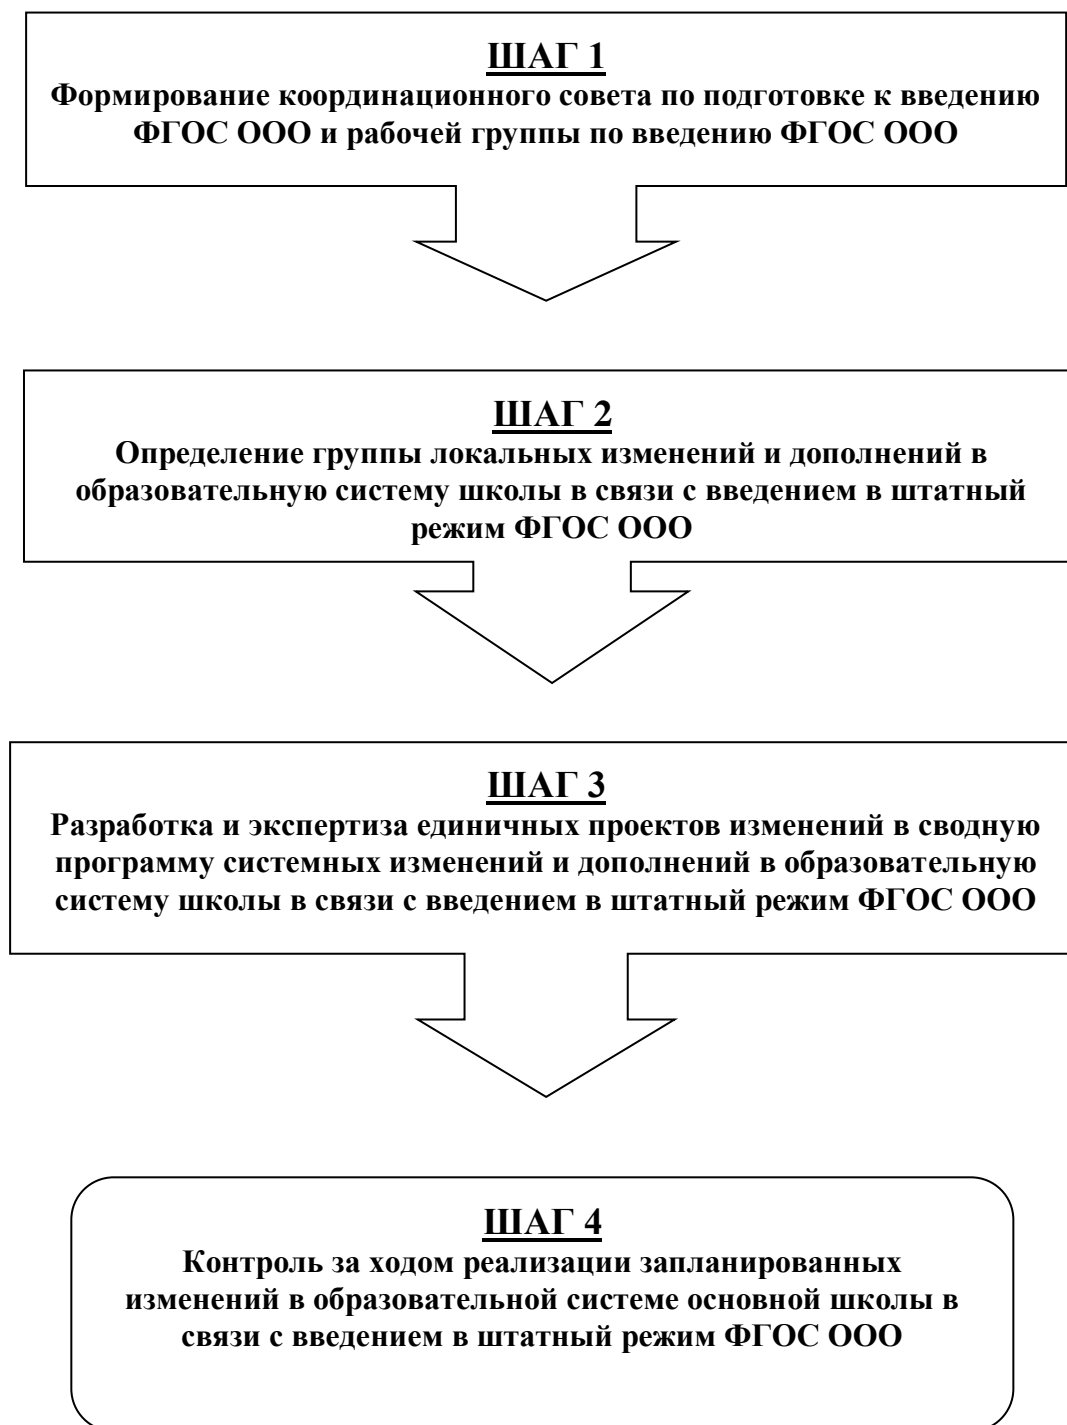 ШАГ 1
Формирование координационного совета по подготовке к введению
ФГОС ООО и рабочей группы по введению ФГОС ООО
ШАГ 2
Определение группы локальных изменений и дополнений в
образовательную систему школы в связи с введением в штатный
режим ФГОС ООО
ШАГ 3
Разработка и экспертиза единичных проектов изменений в сводную
программу системных изменений и дополнений в образовательную
систему школы в связи с введением в штатный режим ФГОС ООО
ШАГ 4
Контроль за ходом реализации запланированных
изменений в образовательной системе основной школы в
связи с введением в штатный режим ФГОС ООО